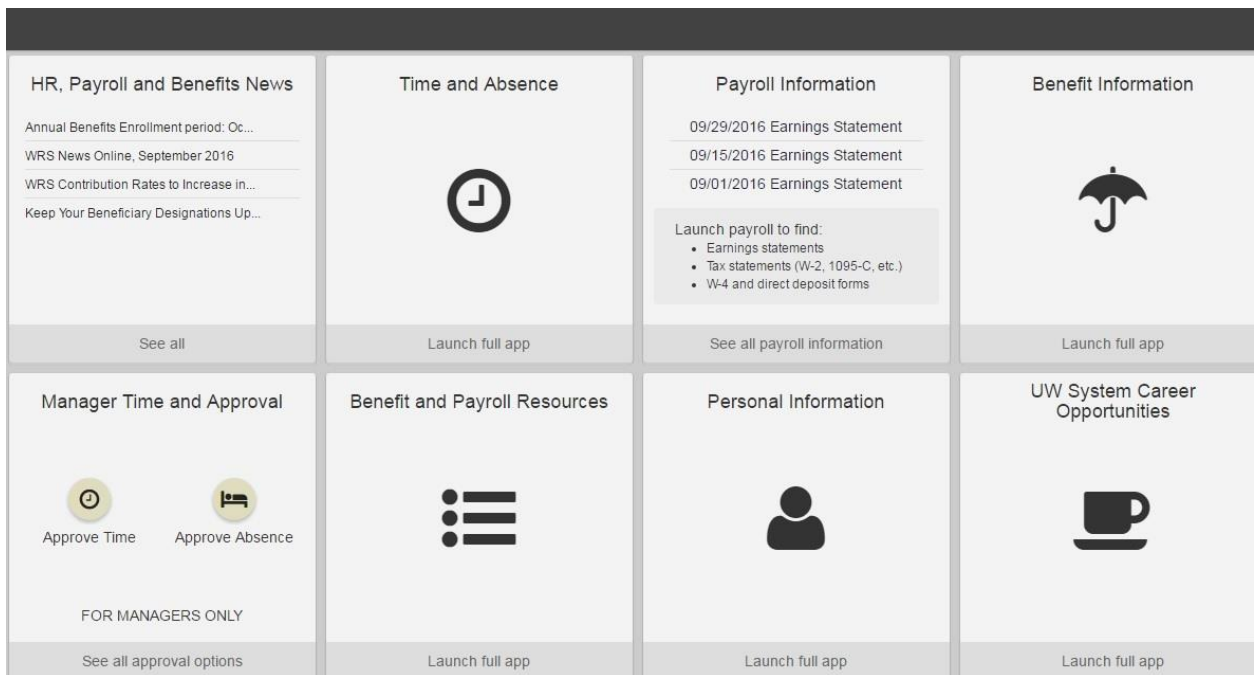 HR, Payroll and Benefits News
Annual Benefits Enrollment period: Oc...
WRS News Online, September 2016
WRS Contribution Rates to Increase in...
Keep Your Beneficiary Designations Up...
See all
Time and Absence
Launch full app
Payroll Information
09/29/2016 Earnings Statement
09/15/2016 Earnings Statement
09/01/2016 Earnings Statement
Launch payroll to find:
• Earnings statements
• Tax statements (W-2, 1095-C, etc.)
• W-4 and direct deposit forms
See all payroll information
Benefit Information
Launch full app
Manager Time and Approval
Approve Time
Approve Absence
FOR MANAGERS ONLY
See all approval options
Benefit and Payroll Resources
Launch full app
Personal Information
Launch full app
UW System Career
Opportunities
Launch full app